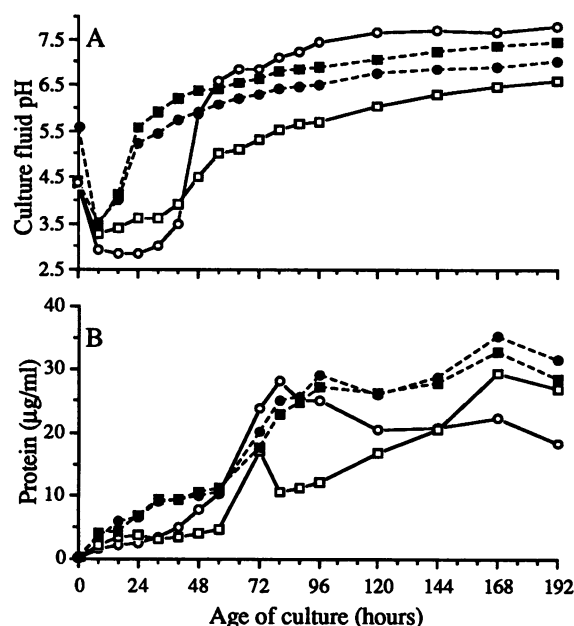 A
Culture fluid pH
7.5
6.5
5.5
4.5
3.5
2.5
B
Protein (µg/ml)
40
30
20
10
0
0 24 48 72 96 120 144 168 192
Age of culture (hours)